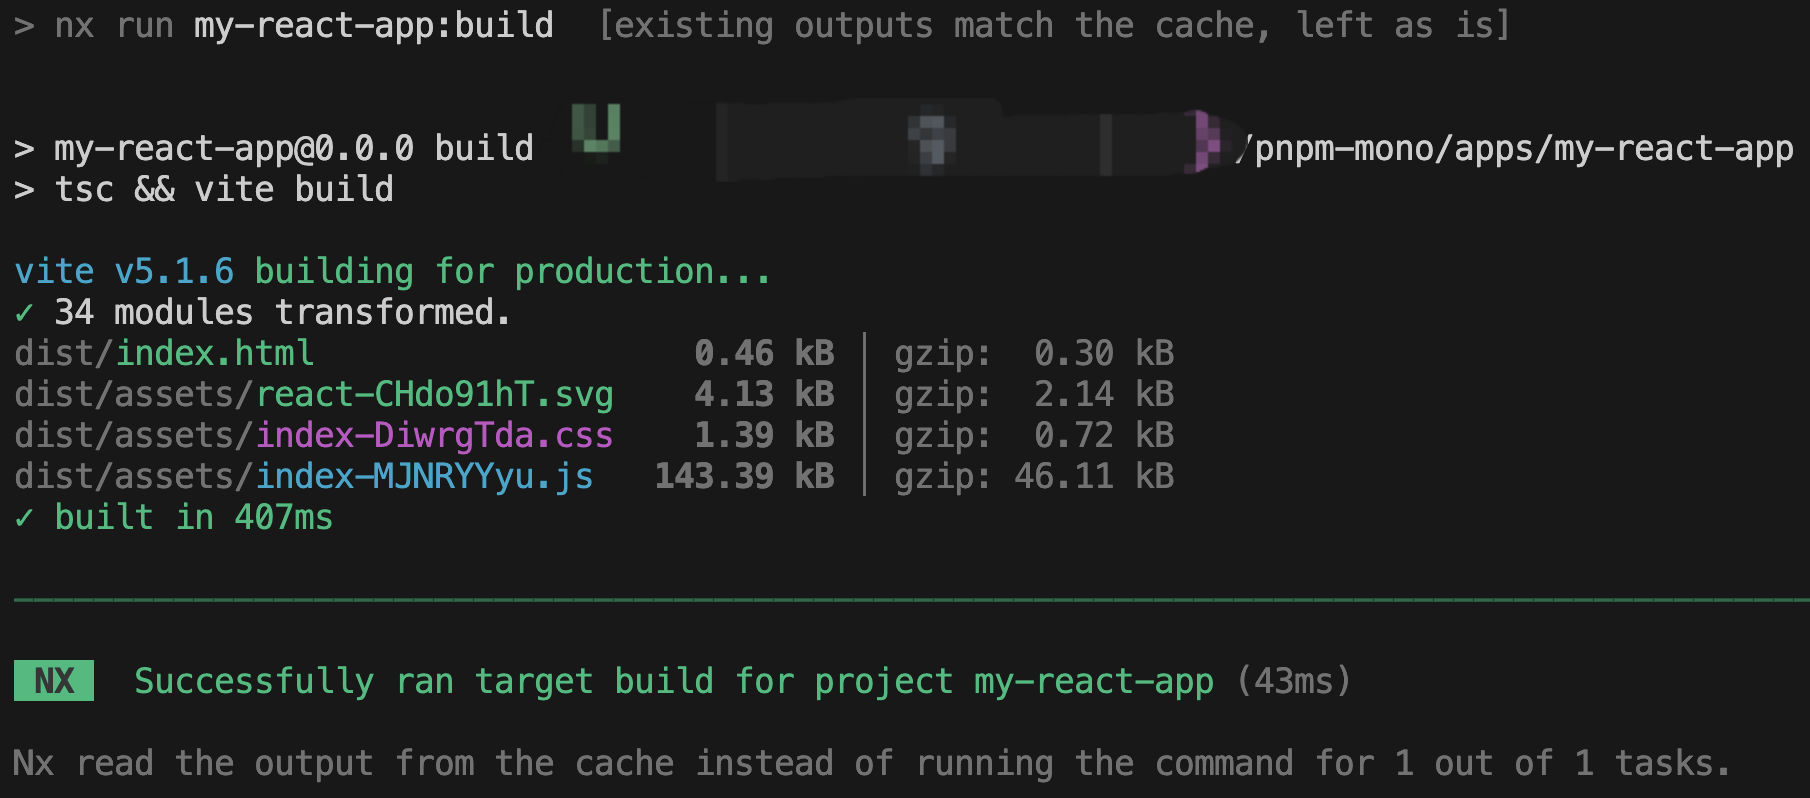 > nx run my-react-app:build  [existing outputs match the cache, left as is]
> my-react-app@0.0.0 build /pnpm-mono/apps/my-react-app
> tsc && vite build
vite v5.1.6 building for production...
✓ 34 modules transformed.
dist/index.html                   0.46 kB │ gzip:  0.30 kB
dist/assets/react-CHdo91hT.svg    4.13 kB │ gzip:  2.14 kB
dist/assets/index-DiwrgTda.css    1.39 kB │ gzip:  0.72 kB
dist/assets/index-MJNRYYyu.js   143.39 kB │ gzip: 46.11 kB
✓ built in 407ms
NX  Successfully ran target build for project my-react-app (43ms)
Nx read the output from the cache instead of running the command for 1 out of 1 tasks.